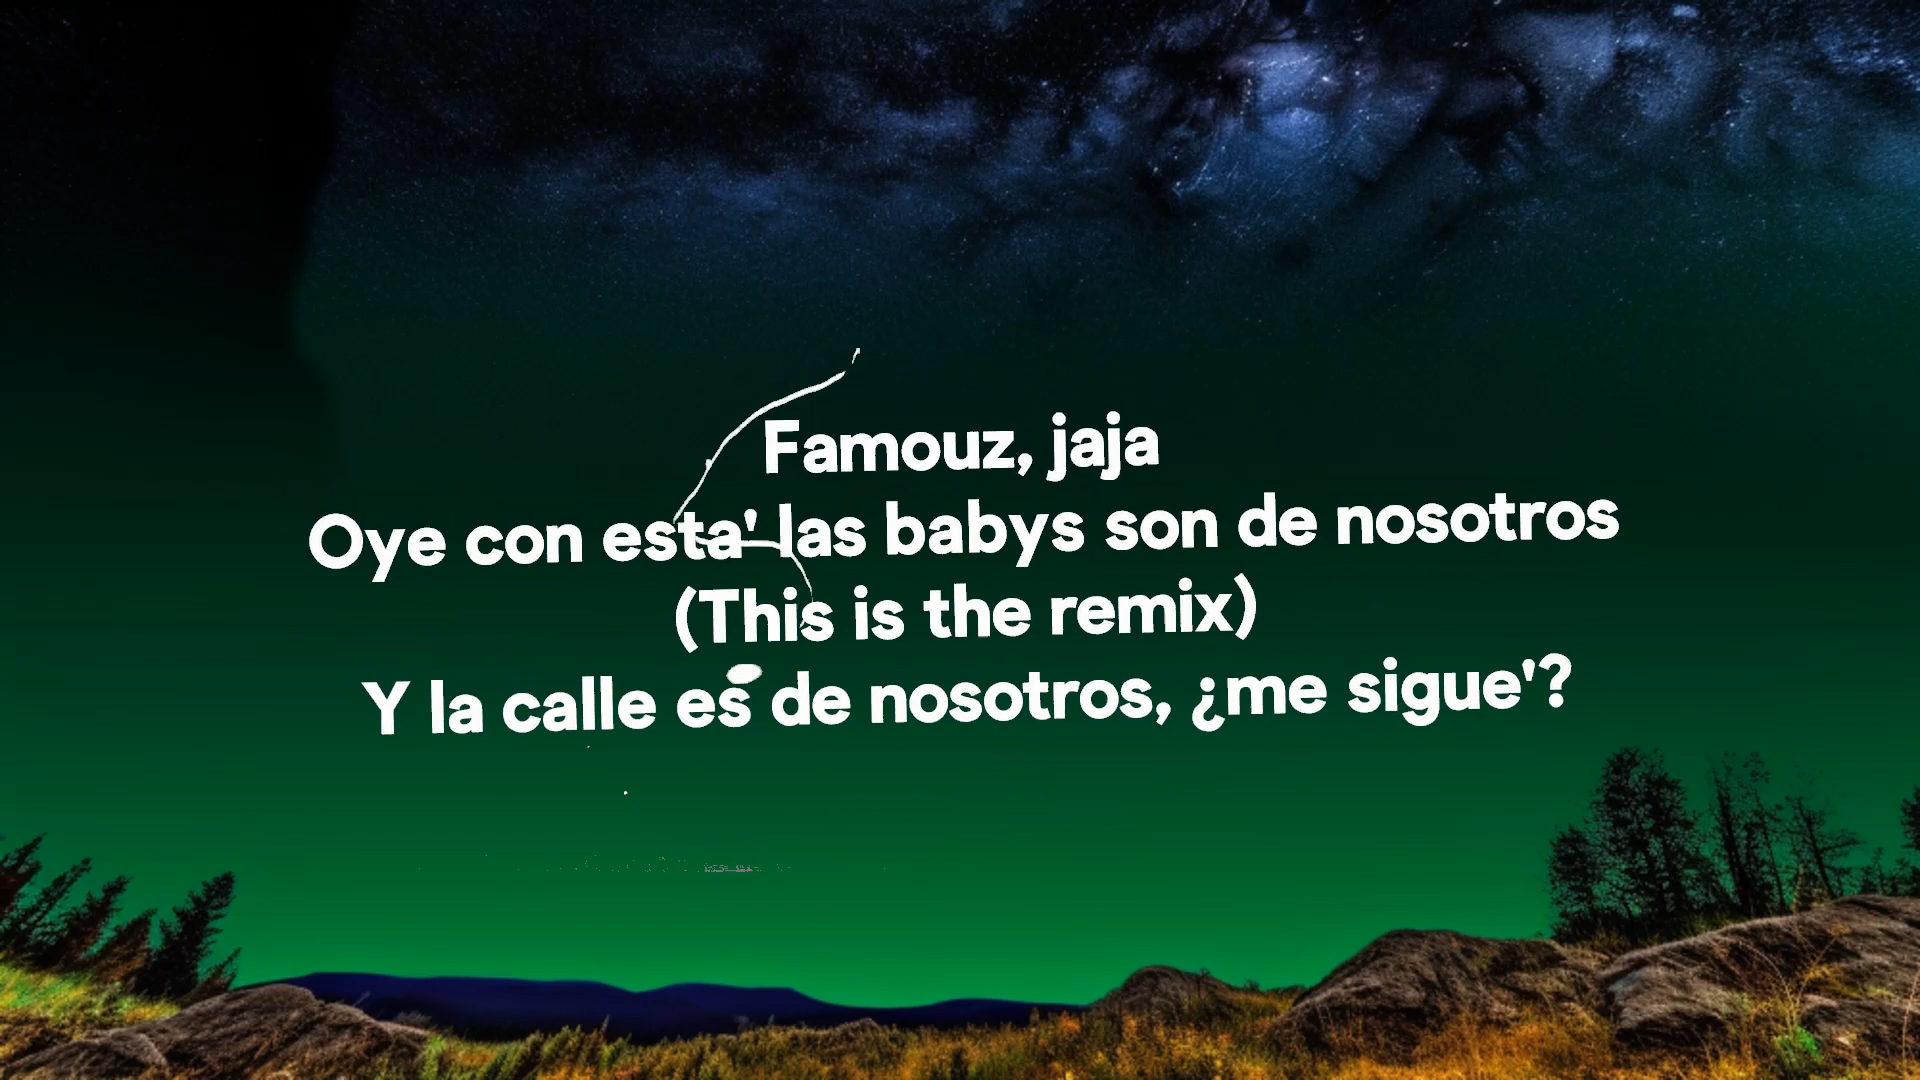 Famouz, jaja
Oye con esta' las babys son de nosotros
(This is the remix)
Y la calle es de nosotros, ¿me sigue'?